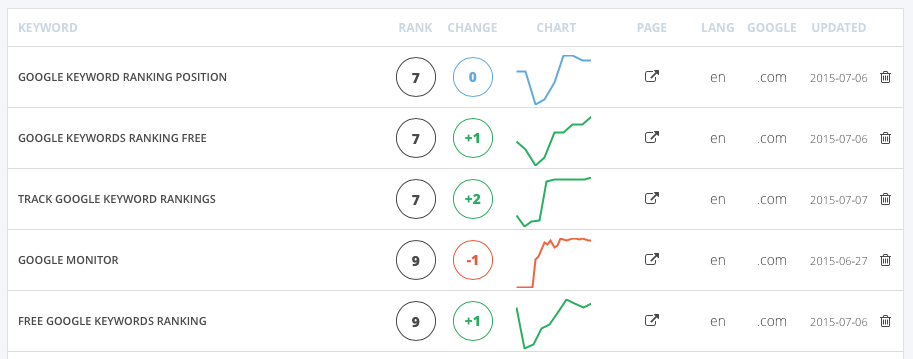 KEYWORD RANK CHANGE CHART PAGE LANG GOOGLE UPDATED
GOOGLE KEYWORD RANKING POSITION 7 0 en .com 2015-07-06
GOOGLE KEYWORDS RANKING FREE 7 +1 en .com 2015-07-06
TRACK GOOGLE KEYWORD RANKINGS 7 +2 en .com 2015-07-07
GOOGLE MONITOR 9 -1 en .com 2015-06-27
FREE GOOGLE KEYWORDS RANKING 9 +1 en .com 2015-07-06